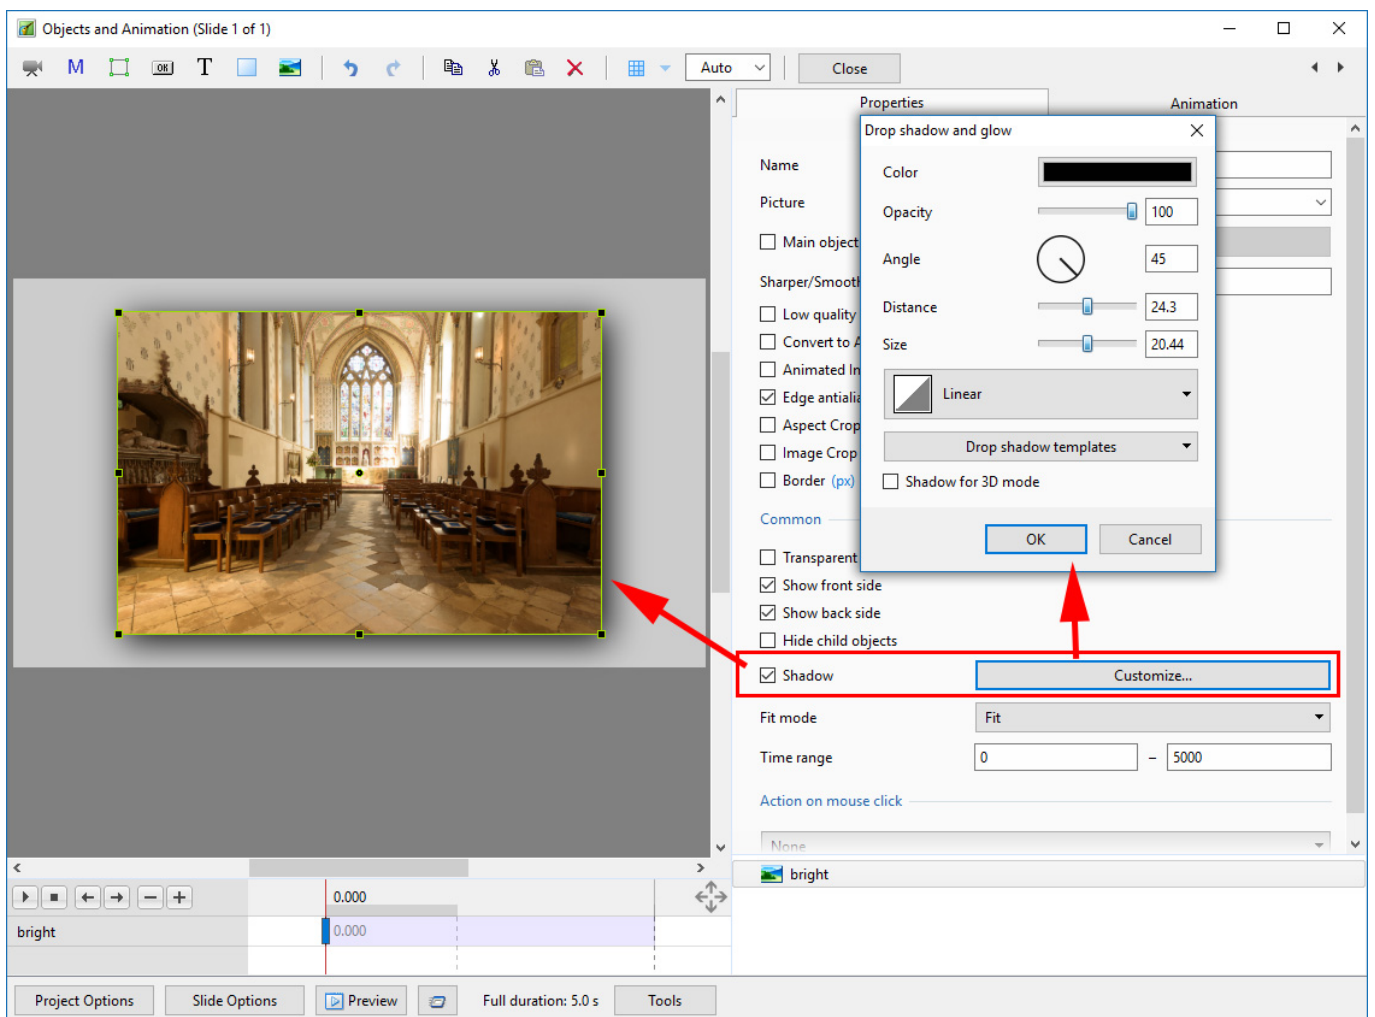 Objects and Animation (Slide 1 of 1)
M OK T Auto Close
Properties Animation
Drop shadow and glow
Name
Color
Picture
Opacity 100
Main object
Angle 45
Sharper/Smooth
Distance 24.3
Low quality
Convert to A
Size 20.44
Animated In
Edge antialia
Linear
Aspect Crop
Image Crop
Drop shadow templates
Border (px)
Shadow for 3D mode
Common
OK Cancel
Transparent
Show front side
Show back side
Hide child objects
Shadow Customize...
Fit mode Fit
Time range 0 – 5000
Action on mouse click
None
bright
0.000
bright 0.000
Project Options Slide Options Preview Full duration: 5.0 s Tools